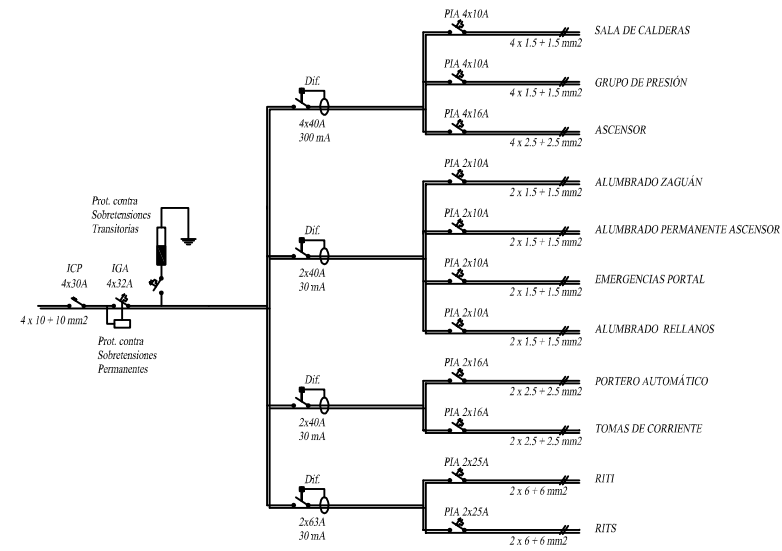 PIA 4x10A
SALA DE CALDERAS
4 x 1.5 + 1.5 mm2
PIA 4x10A
Dif.
GRUPO DE PRESIÓN
4 x 1.5 + 1.5 mm2
PIA 4x16A
4x40A
300 mA
ASCENSOR
4 x 2.5 + 2.5 mm2
PIA 2x10A
ALUMBRADO ZAGUÁN
2 x 1.5 + 1.5 mm2
Prot. contra
Sobretensiones
Transitorias
PIA 2x10A
Dif.
ALUMBRADO PERMANENTE ASCENSOR
2 x 1.5 + 1.5 mm2
ICP
4x30A
IGA
4x32A
2x40A
30 mA
PIA 2x10A
EMERGENCIAS PORTAL
2 x 1.5 + 1.5 mm2
4 x 10 + 10 mm2
PIA 2x10A
ALUMBRADO RELLANOS
2 x 1.5 + 1.5 mm2
Prot. contra
Sobretensiones
Permanentes
PIA 2x16A
Dif.
PORTERO AUTOMÁTICO
2 x 2.5 + 2.5 mm2
PIA 2x16A
2x40A
30 mA
TOMAS DE CORRIENTE
2 x 2.5 + 2.5 mm2
PIA 2x25A
Dif.
RITI
2 x 6 + 6 mm2
PIA 2x25A
2x63A
30 mA
RITS
2 x 6 + 6 mm2